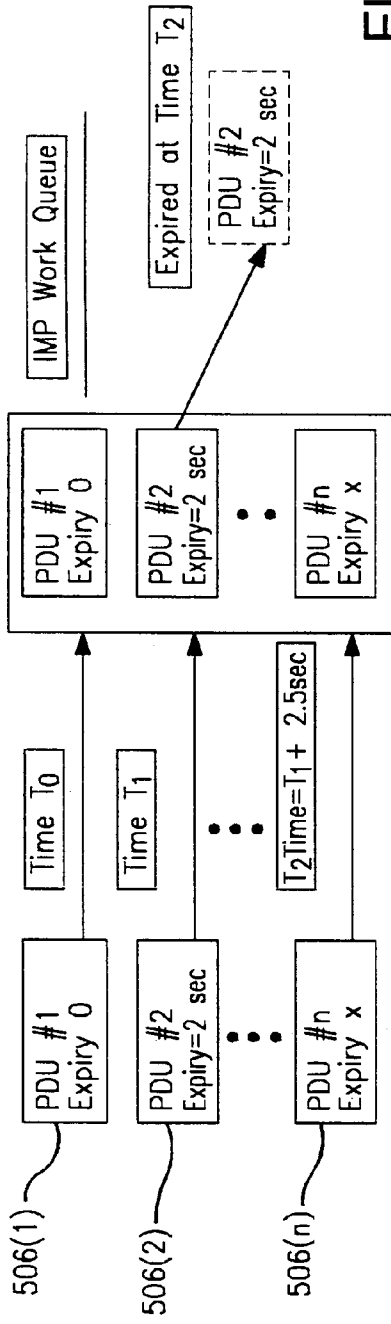 506(1)
PDU #1
Expiry 0
Time T0
PDU #1
Expiry 0
IMP Work Queue
506(2)
PDU #2
Expiry=2 sec
Time T1
PDU #2
Expiry=2 sec
Expired at Time T2
PDU #2
Expiry=2 sec
506(n)
PDU #n
Expiry x
T2Time=T1+ 2.5sec
PDU #n
Expiry x